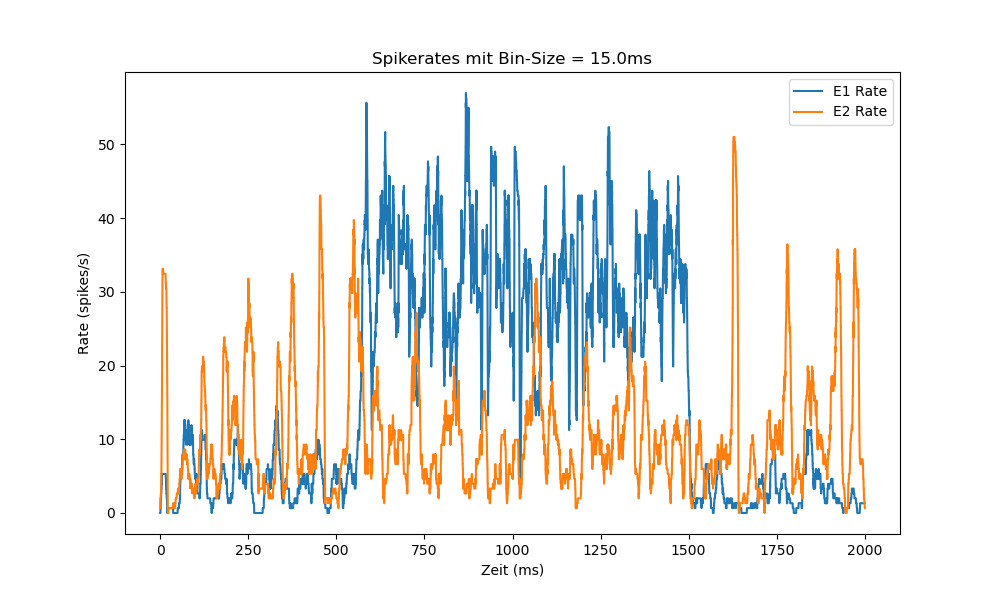 Spikerates mit Bin-Size = 15.0ms
E1 Rate
E2 Rate
Rate (spikes/s)
50
40
30
20
10
0
0 250 500 750 1000 1250 1500 1750 2000
Zeit (ms)